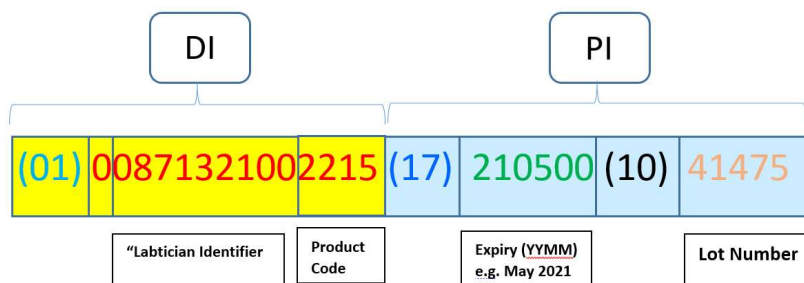 DI
PI
(01) 0 0871321002215 (17) 210500 (10) 41475
"Labtician Identifier
Product
Code
Expiry (YYMM)
e.g. May 2021
Lot Number